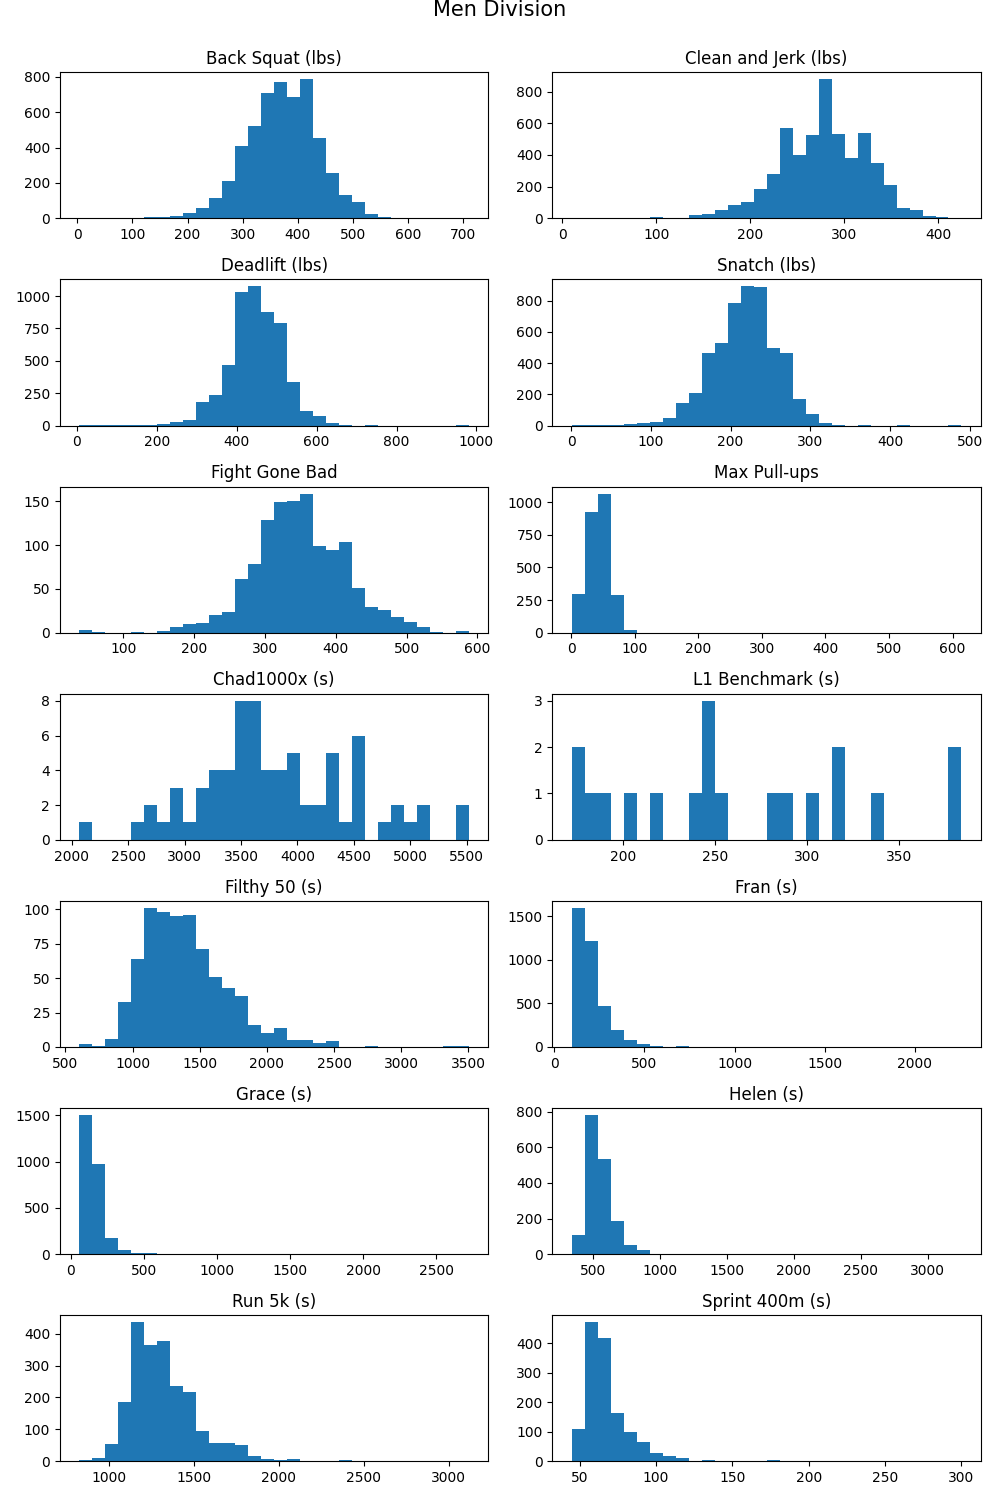 Men Division
Back Squat (lbs)
800
600
400
200
0
0 100 200 300 400 500 600 700
Clean and Jerk (lbs)
800
600
400
200
0
0 100 200 300 400
Deadlift (lbs)
1000
750
500
250
0
0 200 400 600 800 1000
Snatch (lbs)
800
600
400
200
0
0 100 200 300 400 500
Fight Gone Bad
150
100
50
0
100 200 300 400 500 600
Max Pull-ups
1000
750
500
250
0
0 100 200 300 400 500 600
Chad1000x (s)
8
6
4
2
0
2000 2500 3000 3500 4000 4500 5000 5500
L1 Benchmark (s)
3
2
1
0
200 250 300 350
Filthy 50 (s)
100
75
50
25
0
500 1000 1500 2000 2500 3000 3500
Fran (s)
1500
1000
500
0
0 500 1000 1500 2000
Grace (s)
1500
1000
500
0
0 500 1000 1500 2000 2500
Helen (s)
800
600
400
200
0
500 1000 1500 2000 2500 3000
Run 5k (s)
400
300
200
100
0
1000 1500 2000 2500 3000
Sprint 400m (s)
400
300
200
100
0
50 100 150 200 250 300